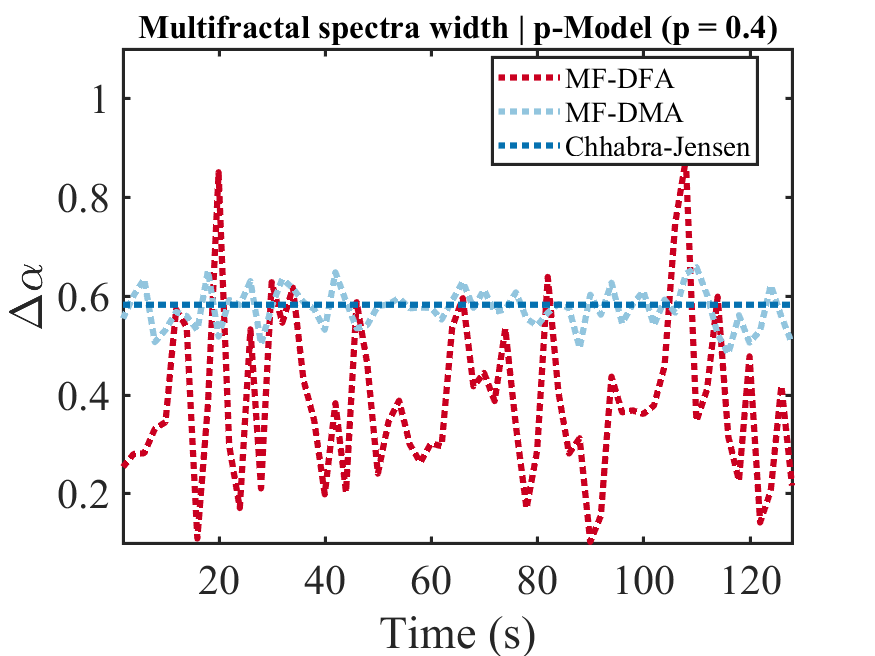 Multifractal spectra width | p-Model (p = 0.4)
MF-DFA
MF-DMA
Chhabra-Jensen
1
0.8
0.6
0.4
0.2
Δα
20 40 60 80 100 120
Time (s)